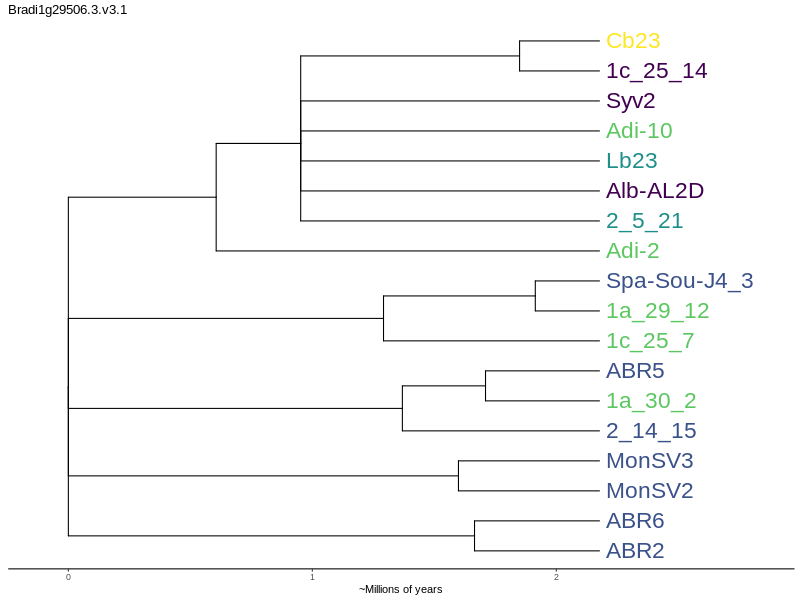 Bradi1g29506.3.v3.1
Cb23
1c_25_14
Syv2
Adi-10
Lb23
Alb-AL2D
2_5_21
Adi-2
Spa-Sou-J4_3
1a_29_12
1c_25_7
ABR5
1a_30_2
2_14_15
MonSV3
MonSV2
ABR6
ABR2
0 1 2
~Millions of years